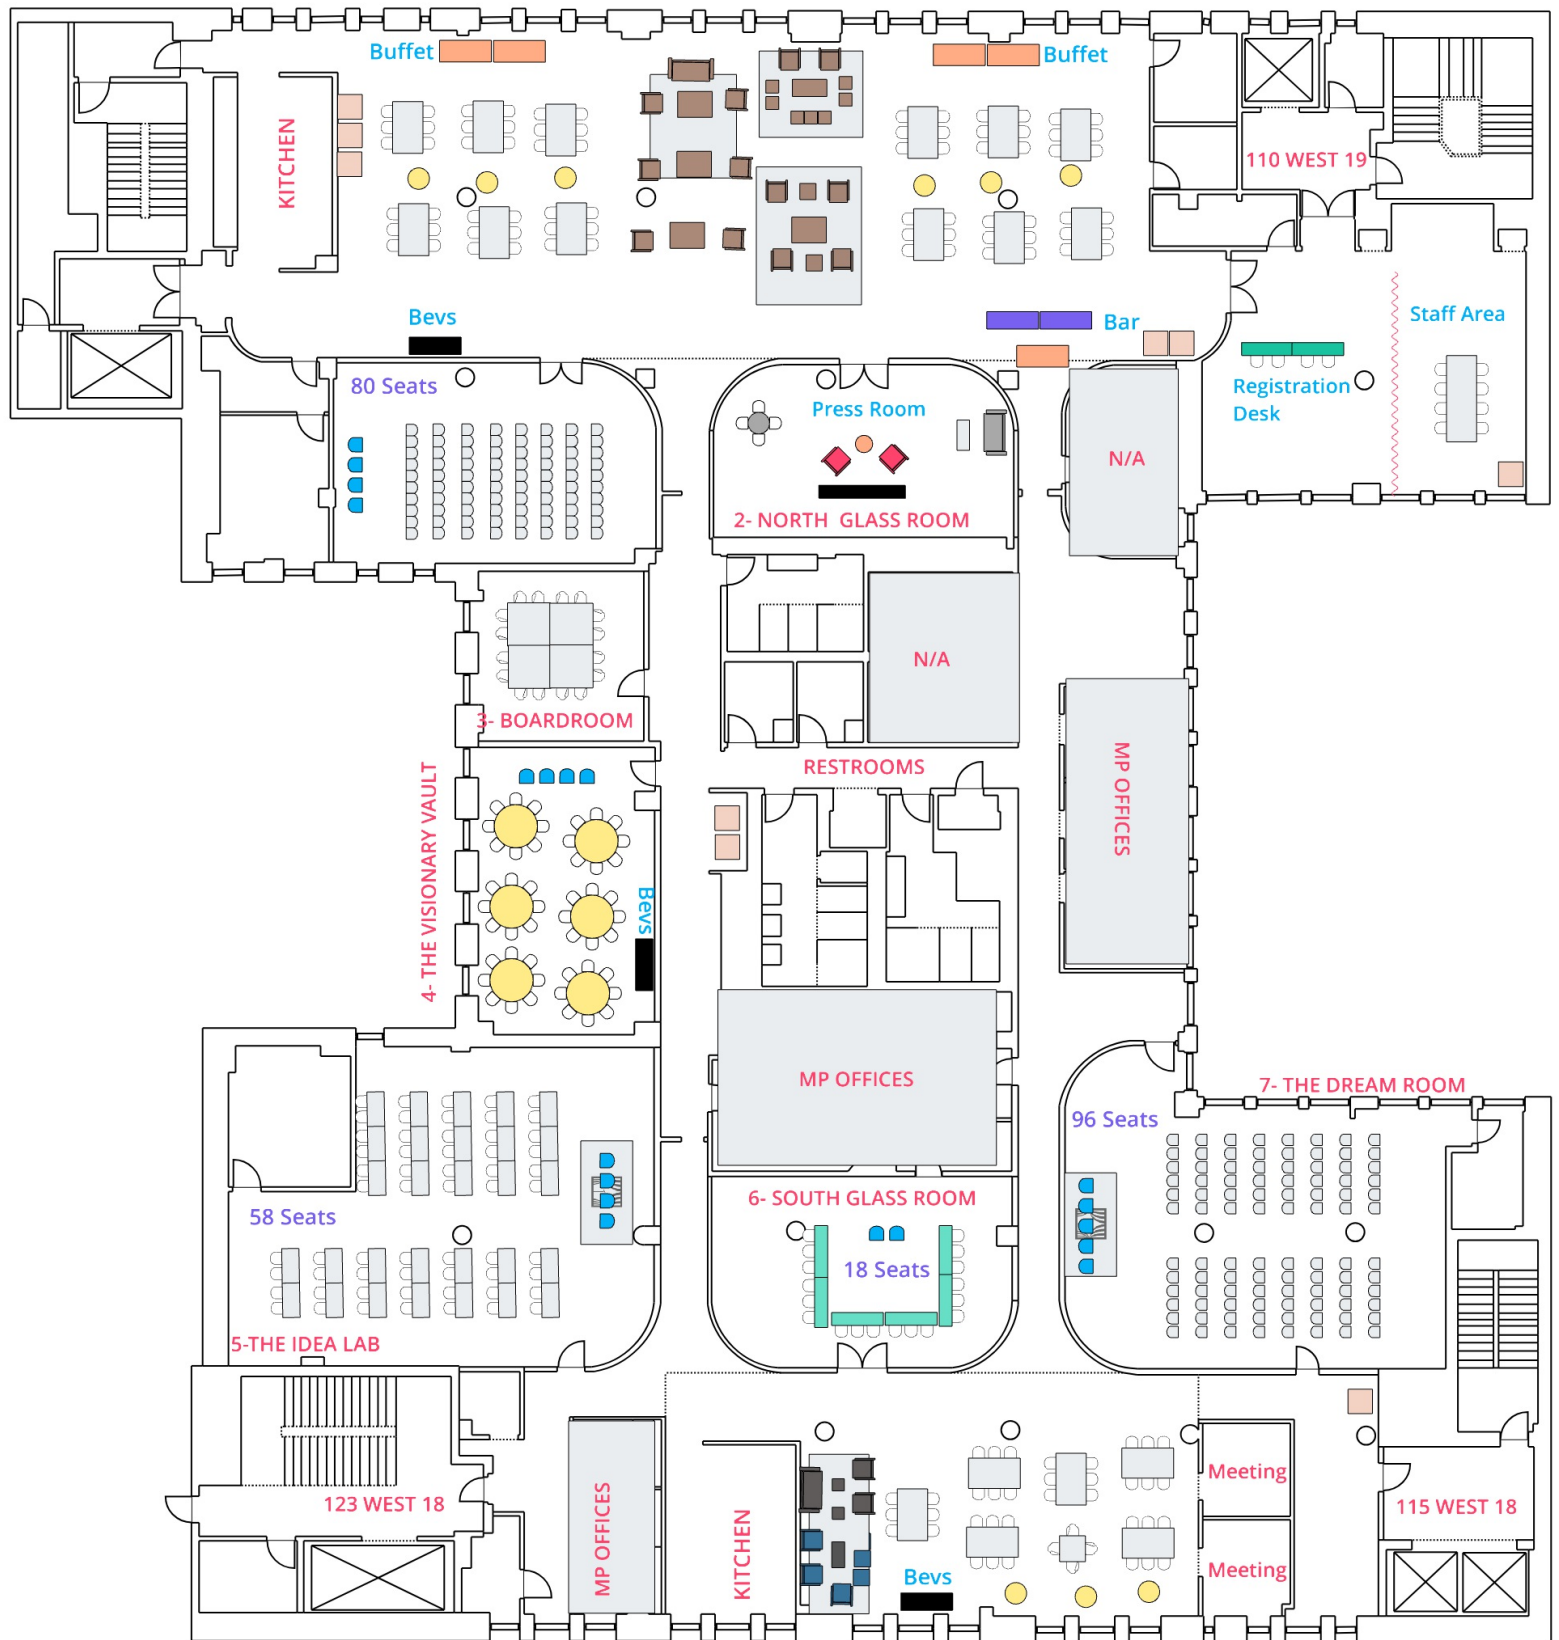 Buffet
Buffet
KITCHEN
110 WEST 19
Bevs
Bar
Staff Area
80 Seats
Press Room
Registration
Desk
N/A
2- NORTH GLASS ROOM
N/A
3- BOARDROOM
RESTROOMS
MP OFFICES
4- THE VISIONARY VAULT
Bevs
MP OFFICES
7- THE DREAM ROOM
96 Seats
6- SOUTH GLASS ROOM
58 Seats
18 Seats
5-THE IDEA LAB
Meeting
123 WEST 18
115 WEST 18
MP OFFICES
KITCHEN
Bevs
Meeting